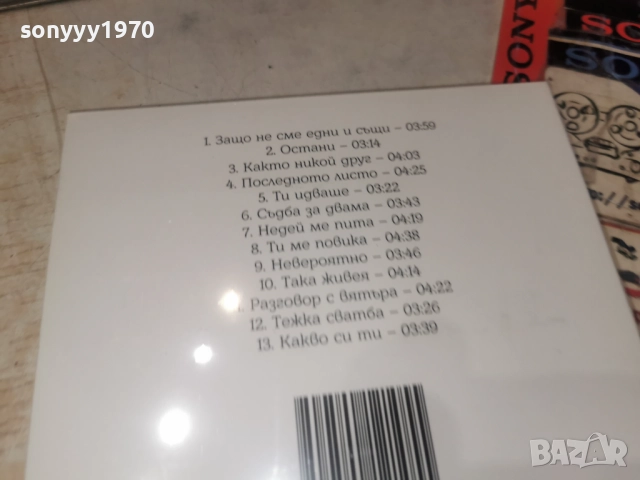 sonyyy1970
SONY
SO
SO
1. Защо не сме едни и същи – 03:59
2. Остани – 03:14
3. Както никой друг – 04:03
4. Последното листо – 04:25
5. Ти идваше – 03:22
6. Съдба за двама – 03:43
7. Недей ме пита – 04:19
8. Ти ме повика – 04:38
9. Невероятно – 03:46
10. Така живея – 04:14
1. Разговор с вятъра – 04:22
12. Тежка сватба – 03:26
13. Какво си ти – 03:39
BAZAR